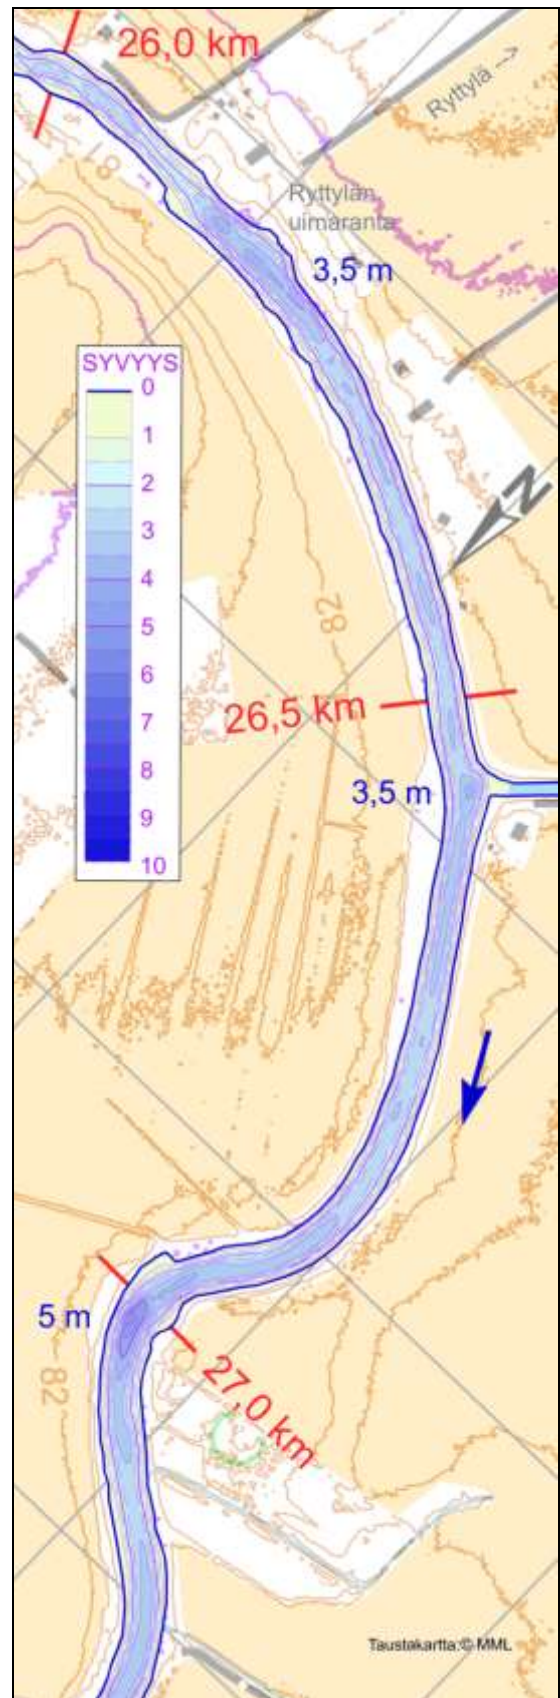 26,0 km
Ryttylä -->
8
Ryttylän
uimaranta
3,5 m
SYVYYS
0
1
2
3
4
5
6
7
8
9
10
N
82
26,5 km
3,5 m
5 m
82
27,0 km
Taustakartta:© MML